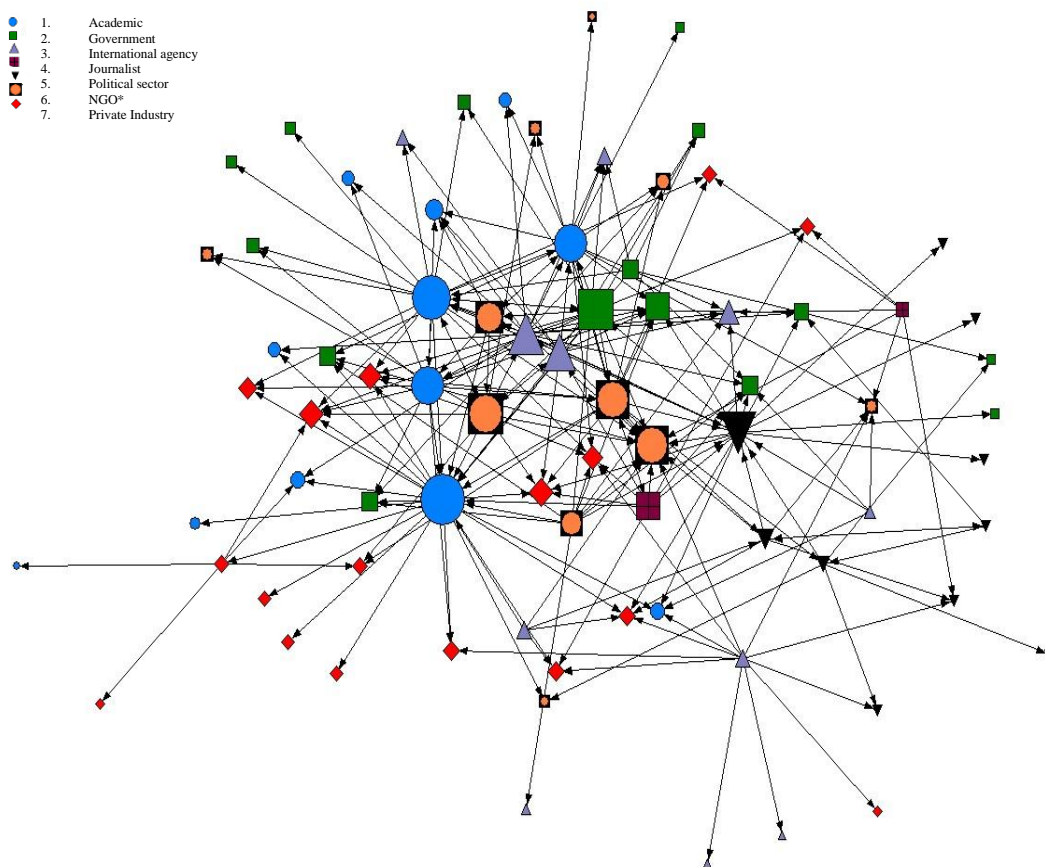 1. Academic
2. Government
3. International agency
4. Journalist
5. Political sector
6. NGO*
7. Private Industry